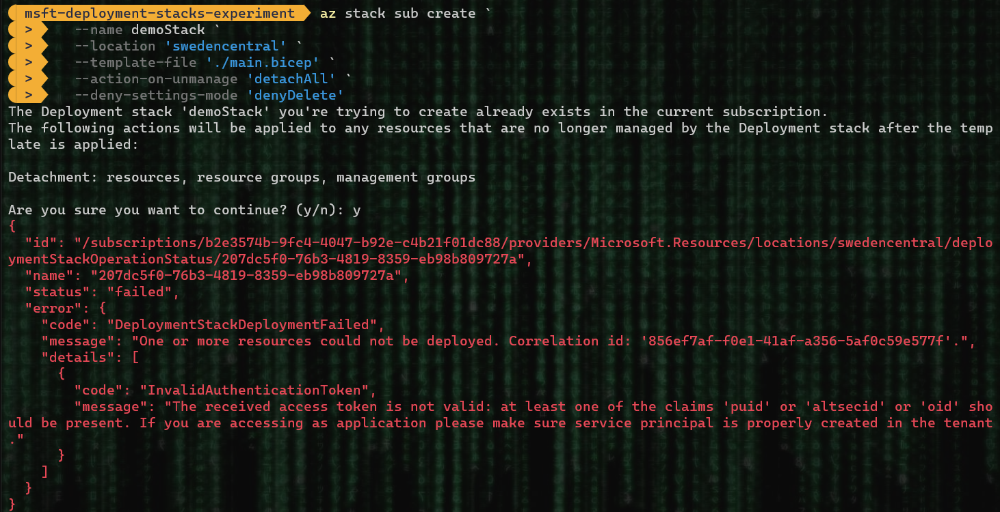 msft-deployment-stacks-experiment az stack sub create `
> --name demoStack `
> --location 'swedencentral' `
> --template-file './main.bicep' `
> --action-on-unmanage 'detachAll' `
> --deny-settings-mode 'denyDelete'
The Deployment stack 'demoStack' you're trying to create already exists in the current subscription.
The following actions will be applied to any resources that are no longer managed by the Deployment stack after the temp
late is applied:
Detachment: resources, resource groups, management groups
Are you sure you want to continue? (y/n): y
{
"id": "/subscriptions/b2e3574b-9fc4-4047-b92e-c4b21f01dc88/providers/Microsoft.Resources/locations/swedencentral/deplo
ymentStackOperationStatus/207dc5f0-76b3-4819-8359-eb98b809727a",
"name": "207dc5f0-76b3-4819-8359-eb98b809727a",
"status": "failed",
"error": {
"code": "DeploymentStackDeploymentFailed",
"message": "One or more resources could not be deployed. Correlation id: '856ef7af-f0e1-41af-a356-5af0c59e577f'.",
"details": [
{
"code": "InvalidAuthenticationToken",
"message": "The received access token is not valid: at least one of the claims 'puid' or 'altsecid' or 'oid' sho
uld be present. If you are accessing as application please make sure service principal is properly created in the tenant
."
}
]
}
}